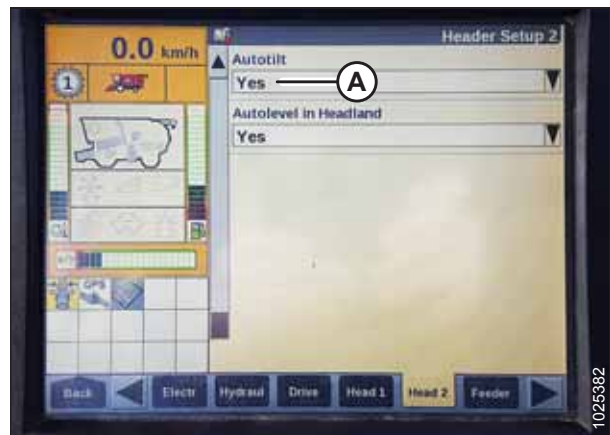 0.0 km/h
Header Setup 2
1
Autotilt
Yes
A
Autolevel in Headland
Yes
Back
Electr
Hydraul
Drive
Head 1
Head 2
Feeder
1025382